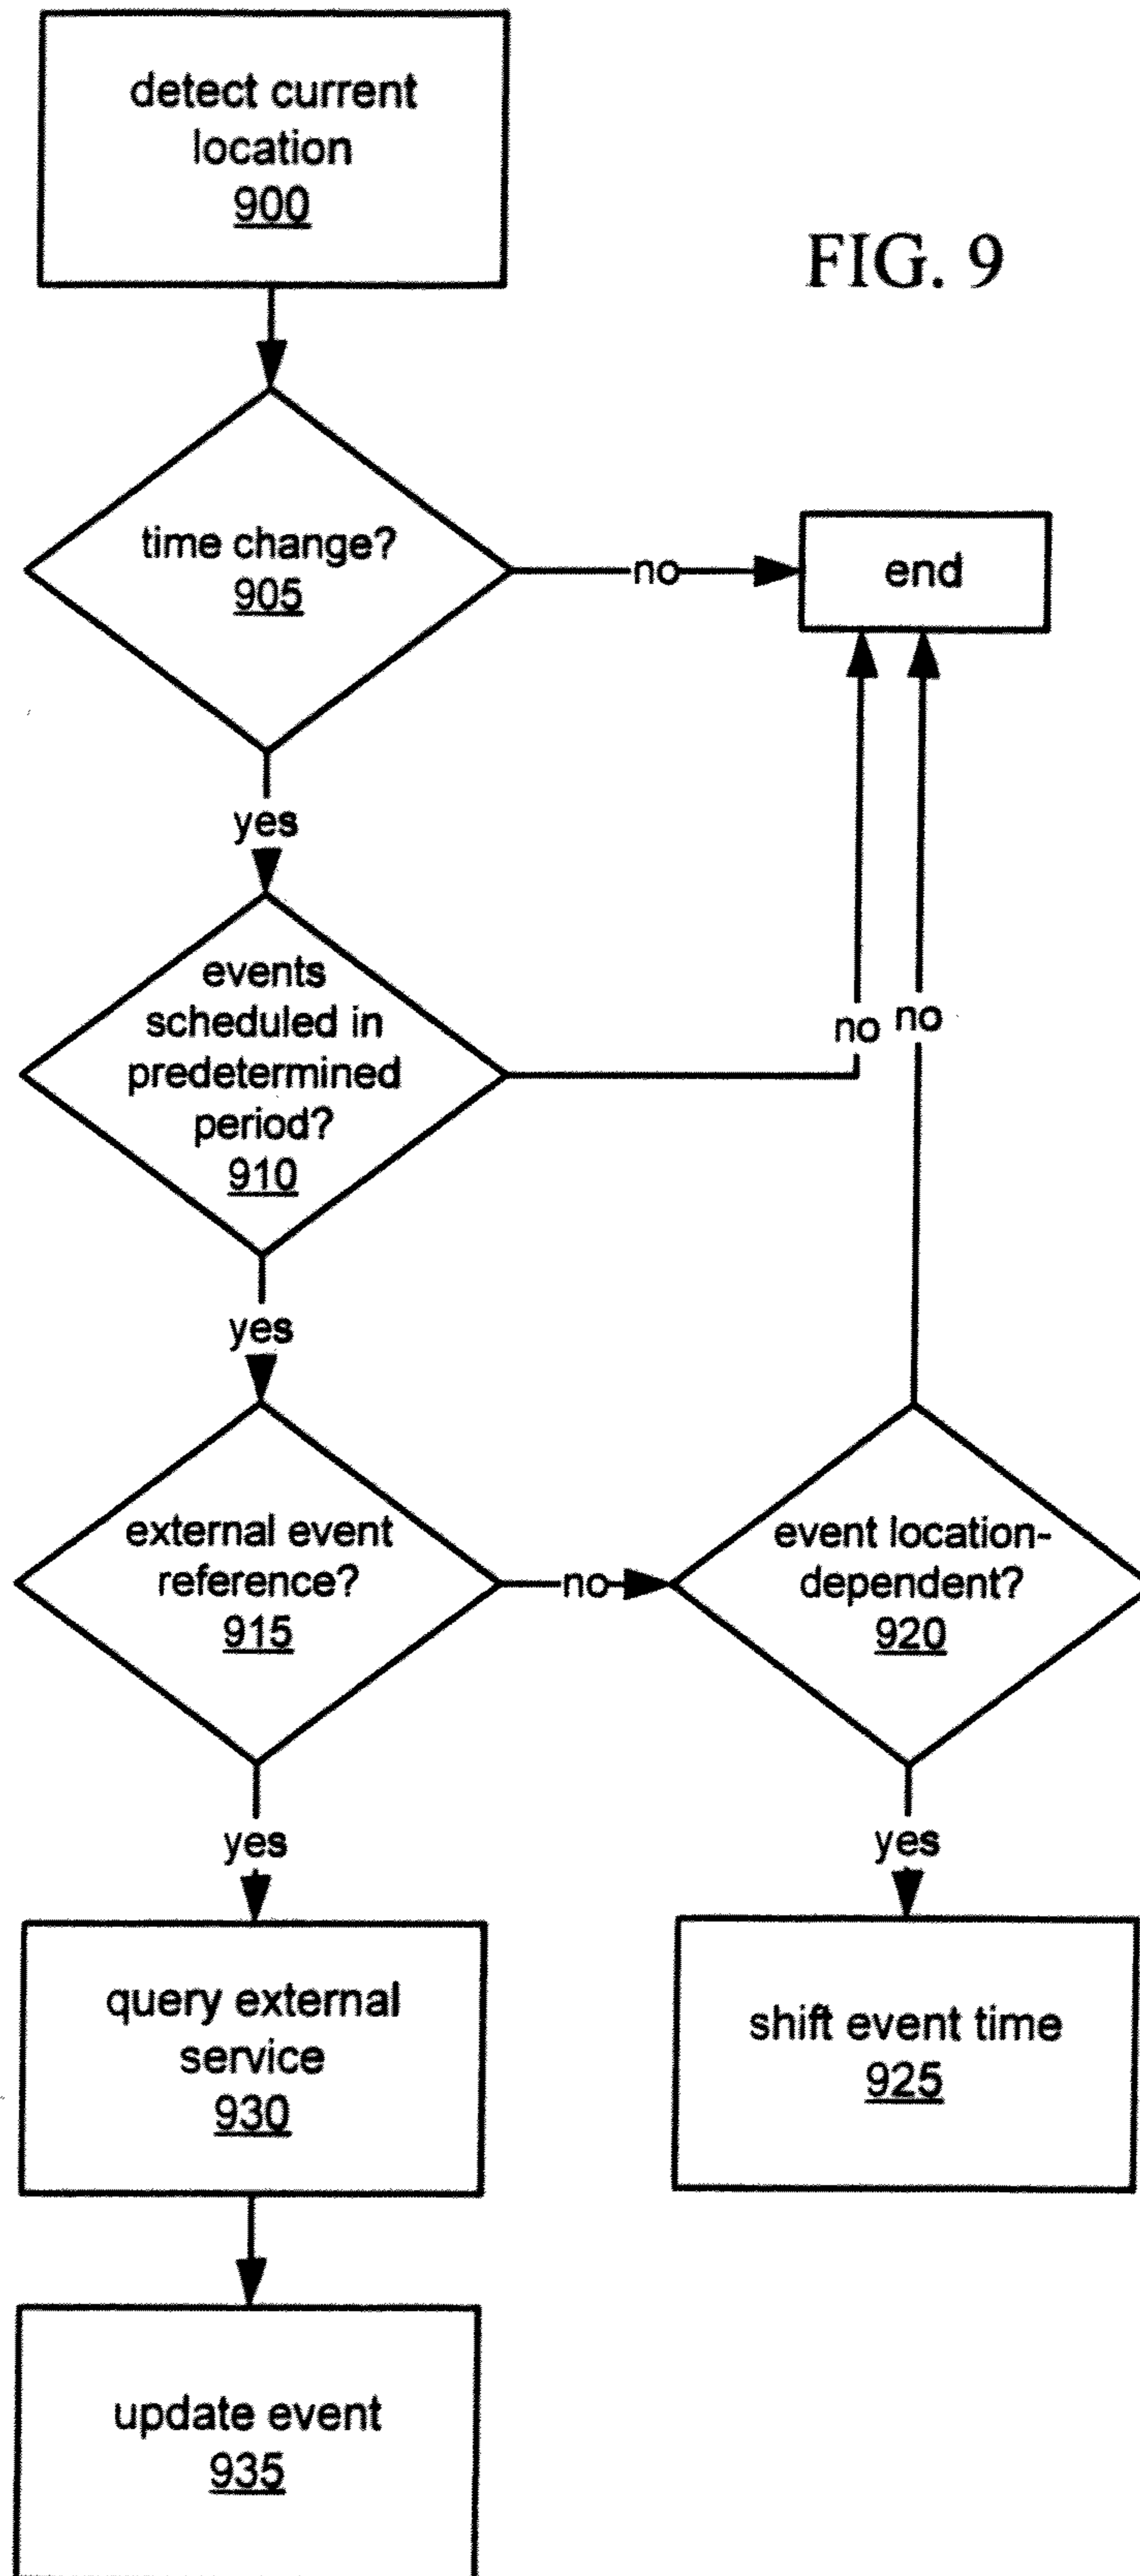 detect current
location
900
FIG. 9
time change?
905
no
end
yes
events
scheduled in
predetermined
period?
910
no
no
yes
external event
reference?
915
no
event location-
dependent?
920
yes
yes
query external
service
930
shift event time
925
update event
935